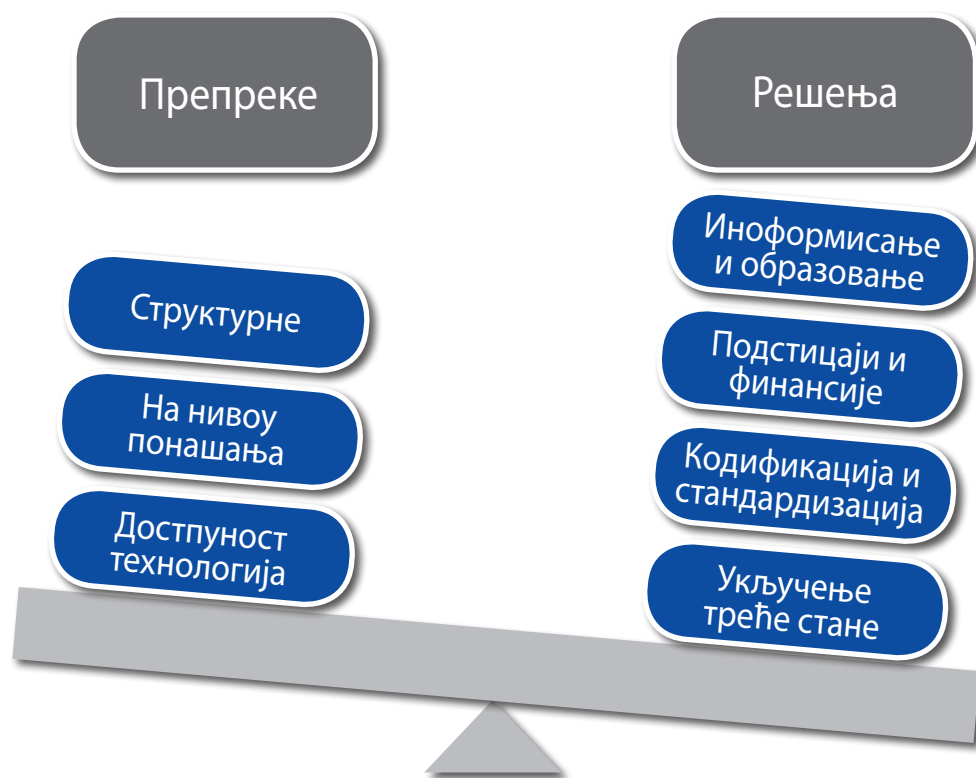 Препреке
Структурне
На нивоу
понашања
Достпуност
технологија
Решења
Иноформисање
и образовање
Подстицаји и
финансије
Кодификација и
стандардизација
Укључење
треће стане